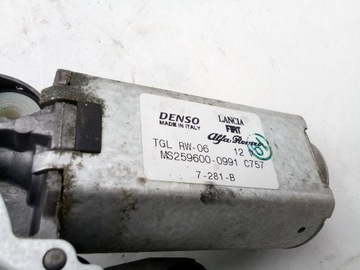 DENSO
MADE IN ITALY
LANCIA
FIAT
Alfa Romeo
TGL RW-06 12
MS259600-0991 C757
7-281-B